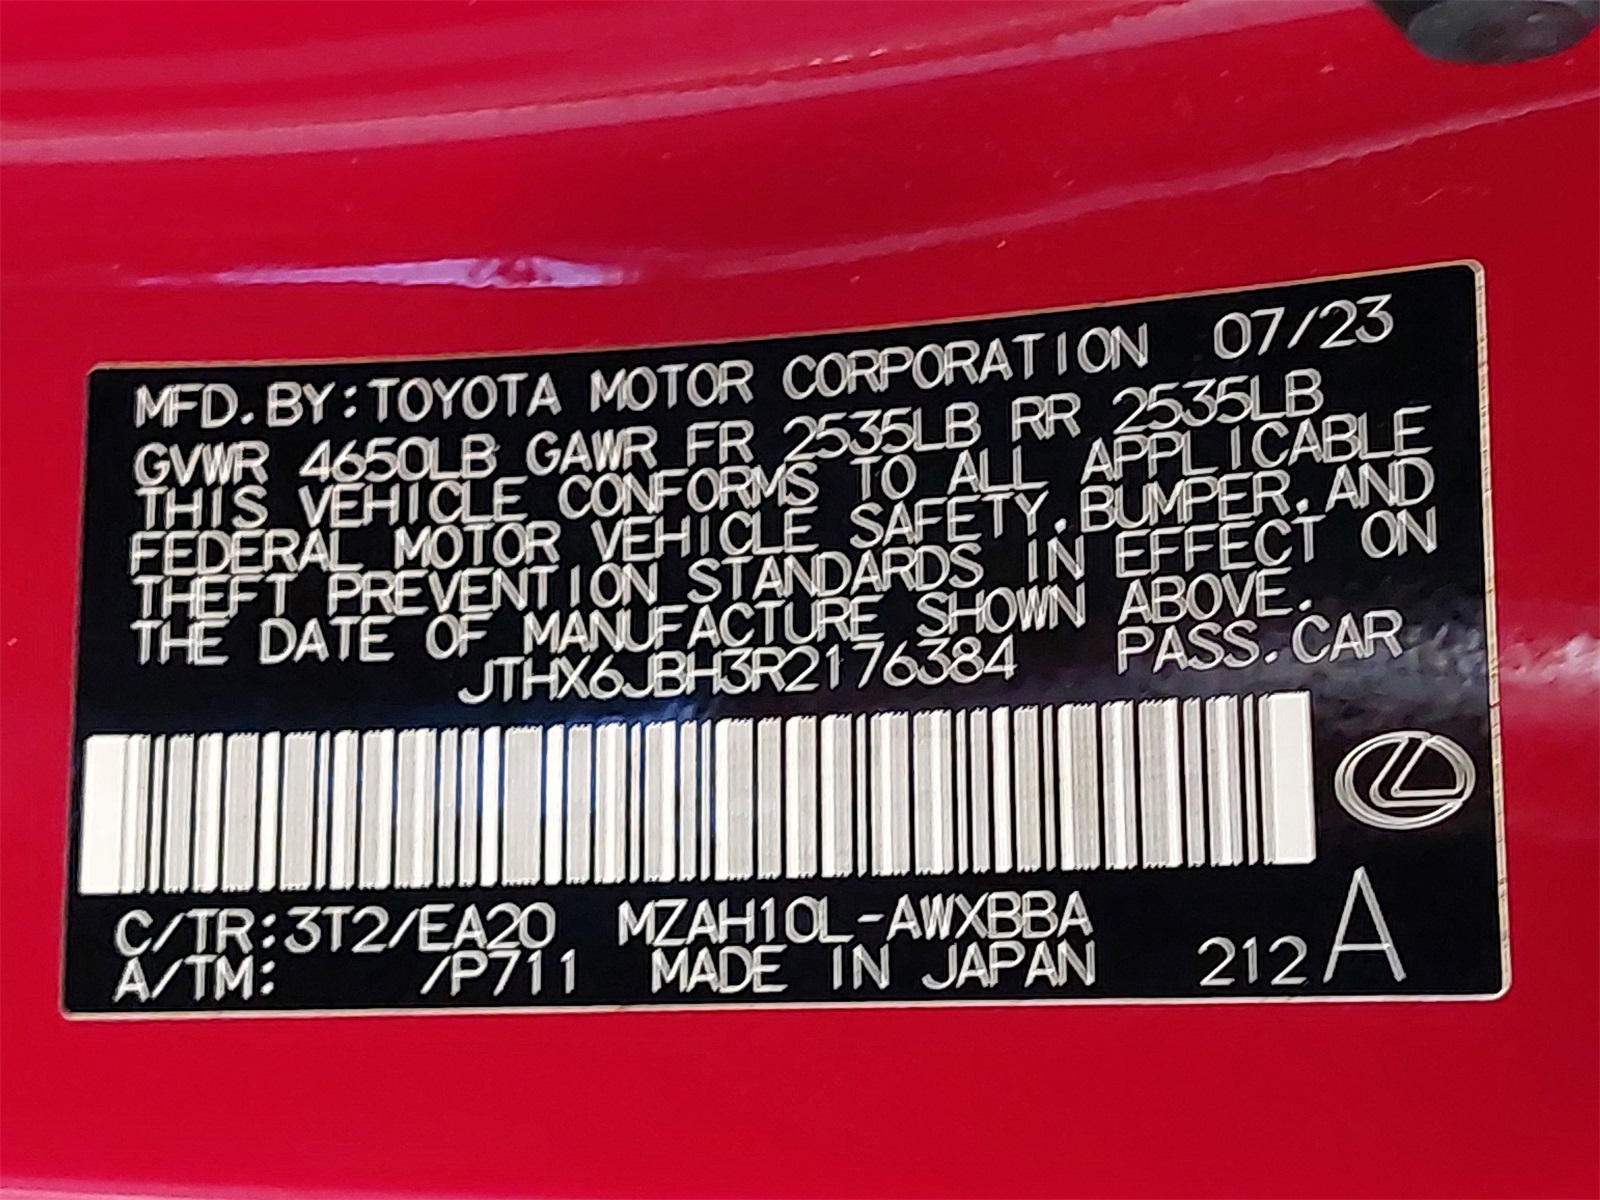 MFD. BY: TOYOTA MOTOR CORPORATION 07/23
GVWR 4650LB GAWR FR 2535LB RR 2535LB
THIS VEHICLE CONFORMS TO ALL APPLICABLE
FEDERAL MOTOR VEHICLE SAFETY, BUMPER, AND
THEFT PREVENTION STANDARDS IN EFFECT ON
THE DATE OF MANUFACTURE SHOWN ABOVE.
JTHX6JBH3R2176384 PASS. CAR
C/TR: 3T2/EA20 MZAH10L-AWXBBA
A/TM: /P711 MADE IN JAPAN 212 A